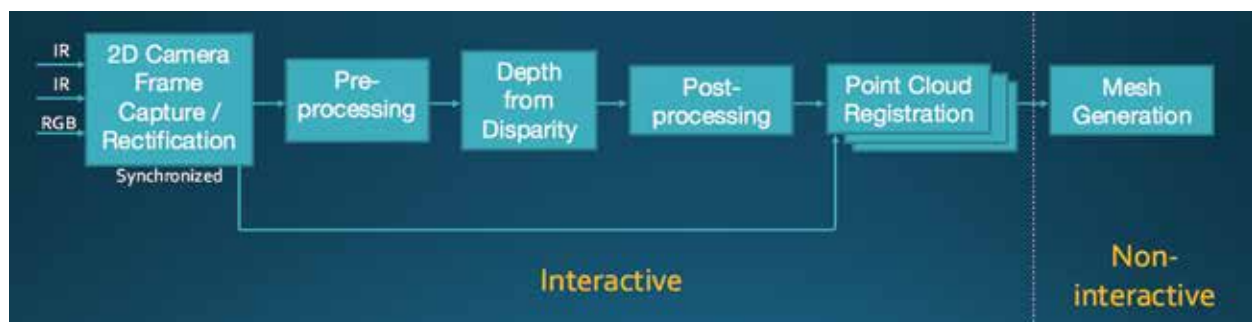 IR
IR
RGB
2D Camera
Frame
Capture /
Rectification
Synchronized
Pre-
processing
Depth
from
Disparity
Post-
processing
Point Cloud
Registration
Mesh
Generation
Interactive
Non-
interactive